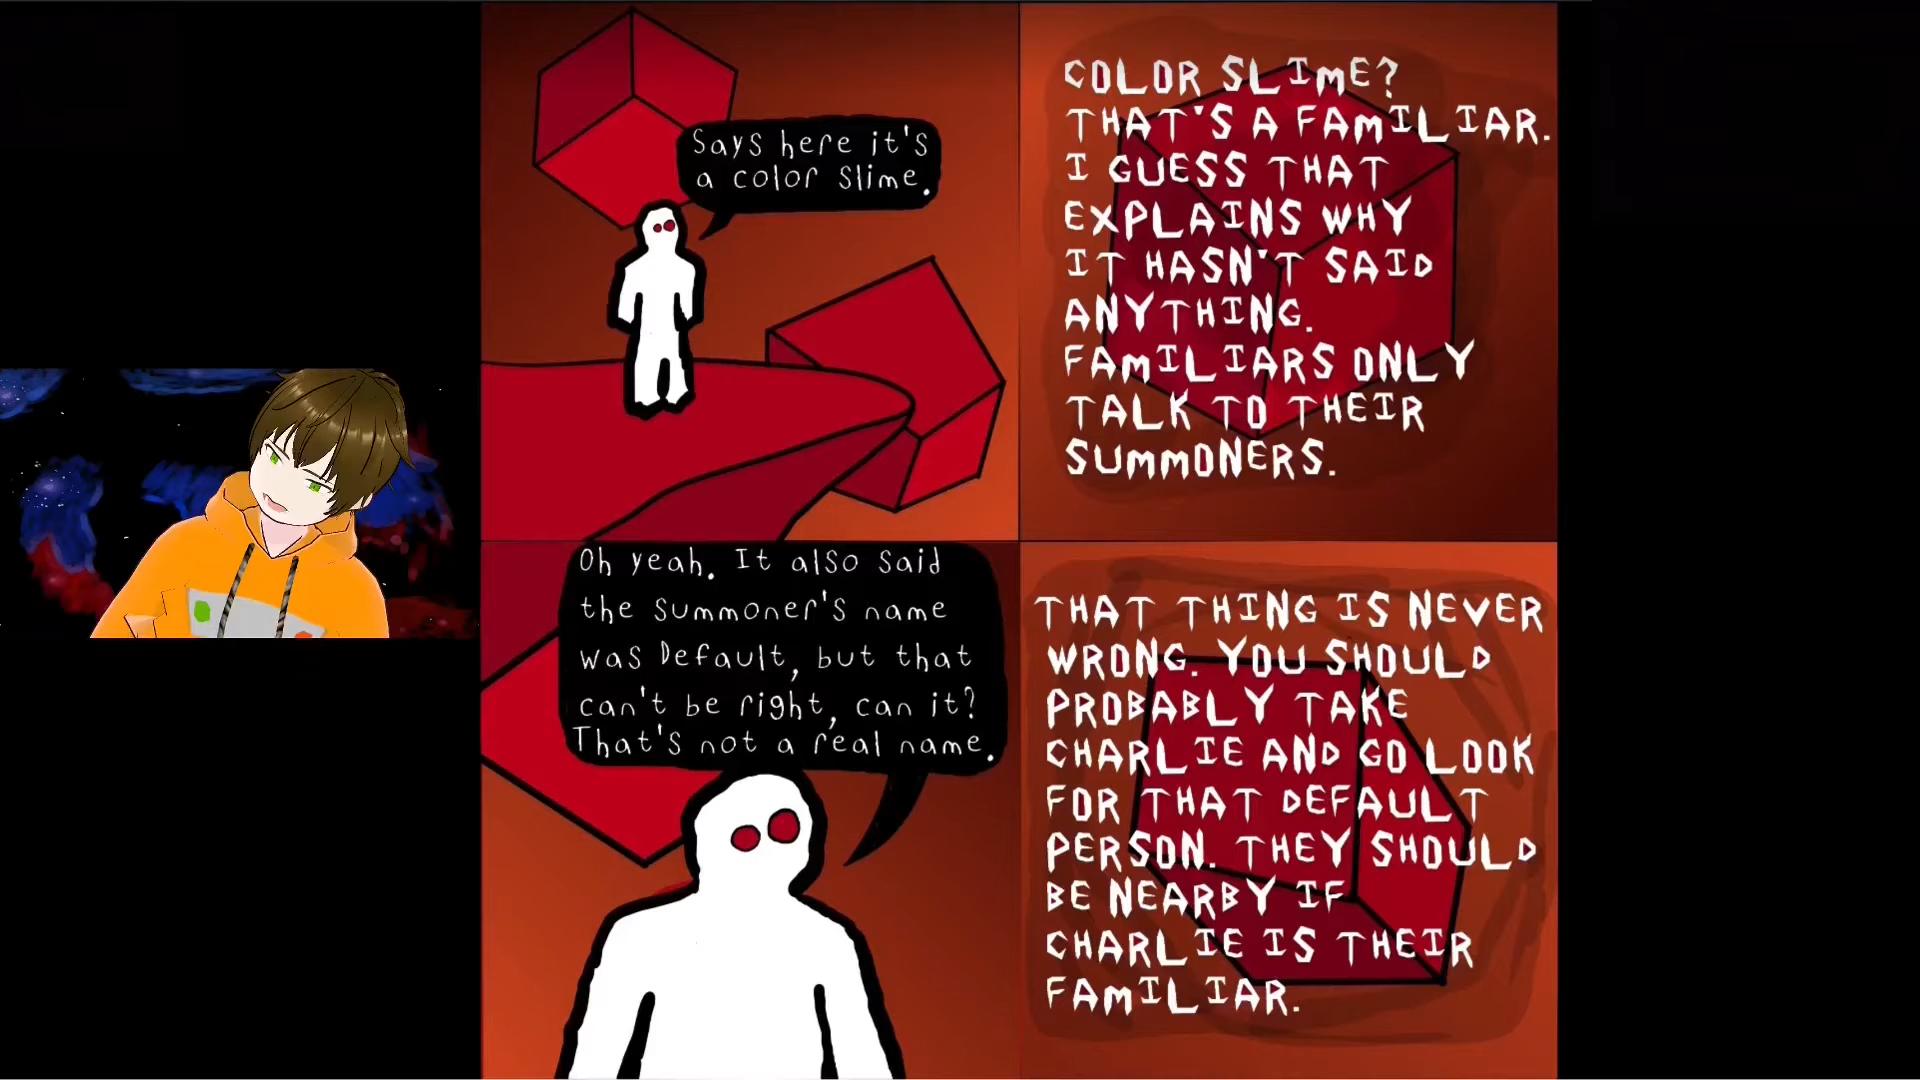 Says here it's
a color slime.
COLOR SLIME?
THAT'S A FAMILIAR.
I GUESS THAT
EXPLAINS WHY
IT HASN'T SAID
ANYTHING.
FAMILIARS ONLY
TALK TO THEIR
SUMMONERS.
Oh yeah. It also said
the summoner's name
was Default, but that
can't be right, can it?
That's not a real name.
THAT THING IS NEVER
WRONG. YOU SHOULD
PROBABLY TAKE
CHARLIE AND GO LOOK
FOR THAT DEFAULT
PERSON. THEY SHOULD
BE NEARBY IF
CHARLIE IS THEIR
FAMILIAR.